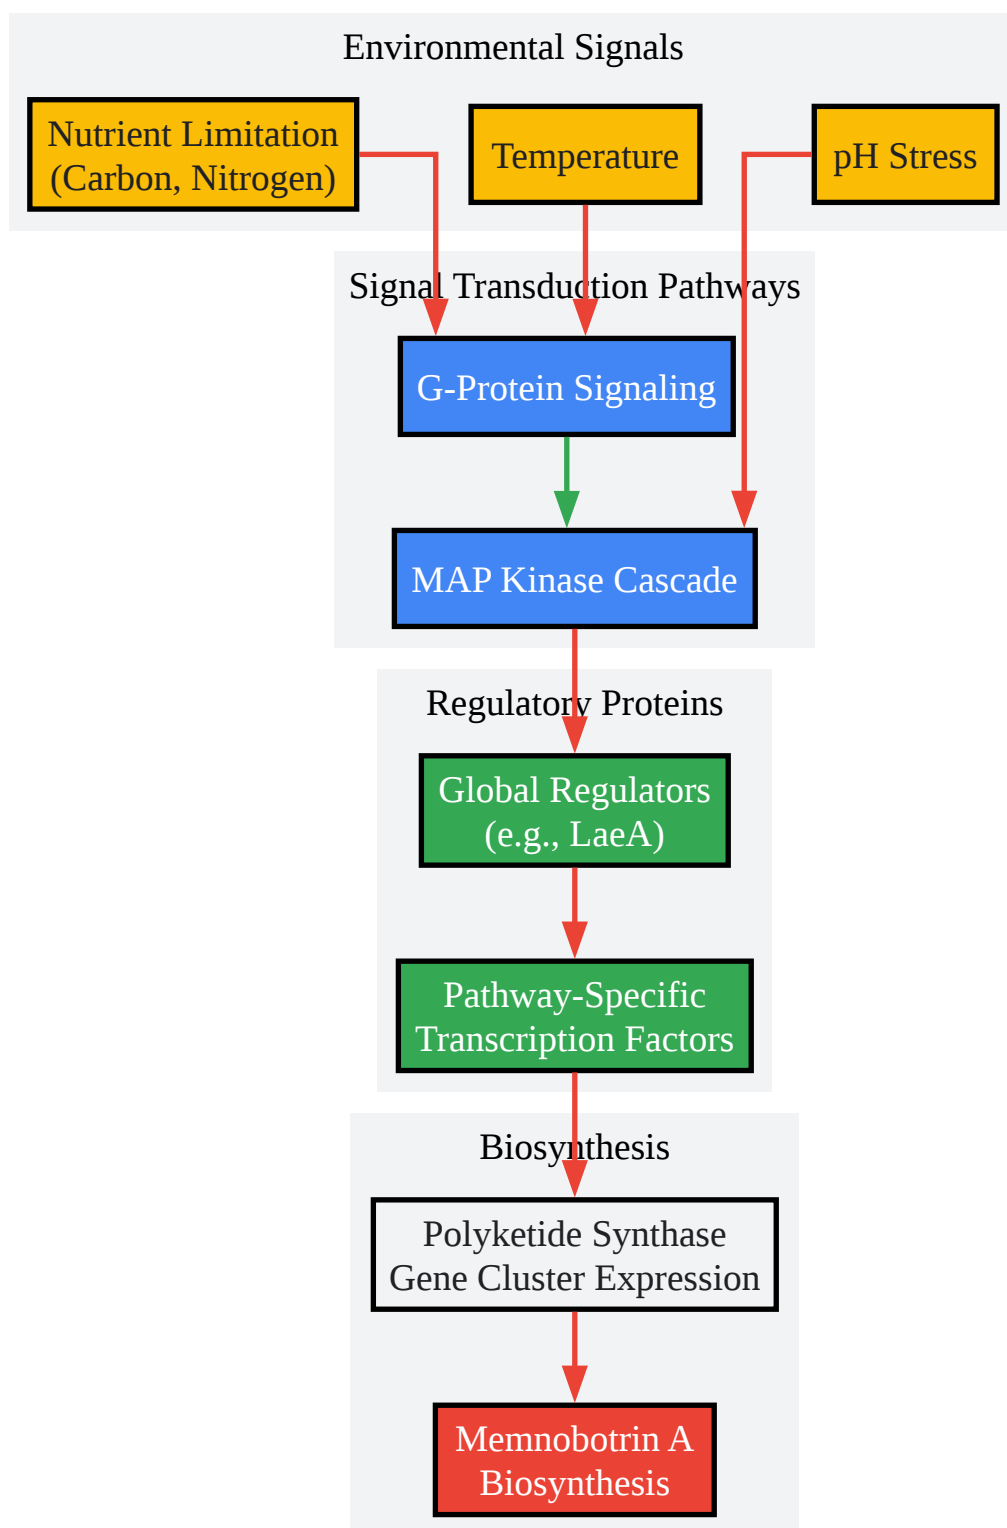 Environmental Signals
Nutrient Limitation
(Carbon, Nitrogen)
Temperature
pH Stress
Signal Transduction Pathways
G-Protein Signaling
MAP Kinase Cascade
Regulatory Proteins
Global Regulators
(e.g., LaeA)
Pathway-Specific
Transcription Factors
Biosynthesis
Polyketide Synthase
Gene Cluster Expression
Memnobotrin A
Biosynthesis